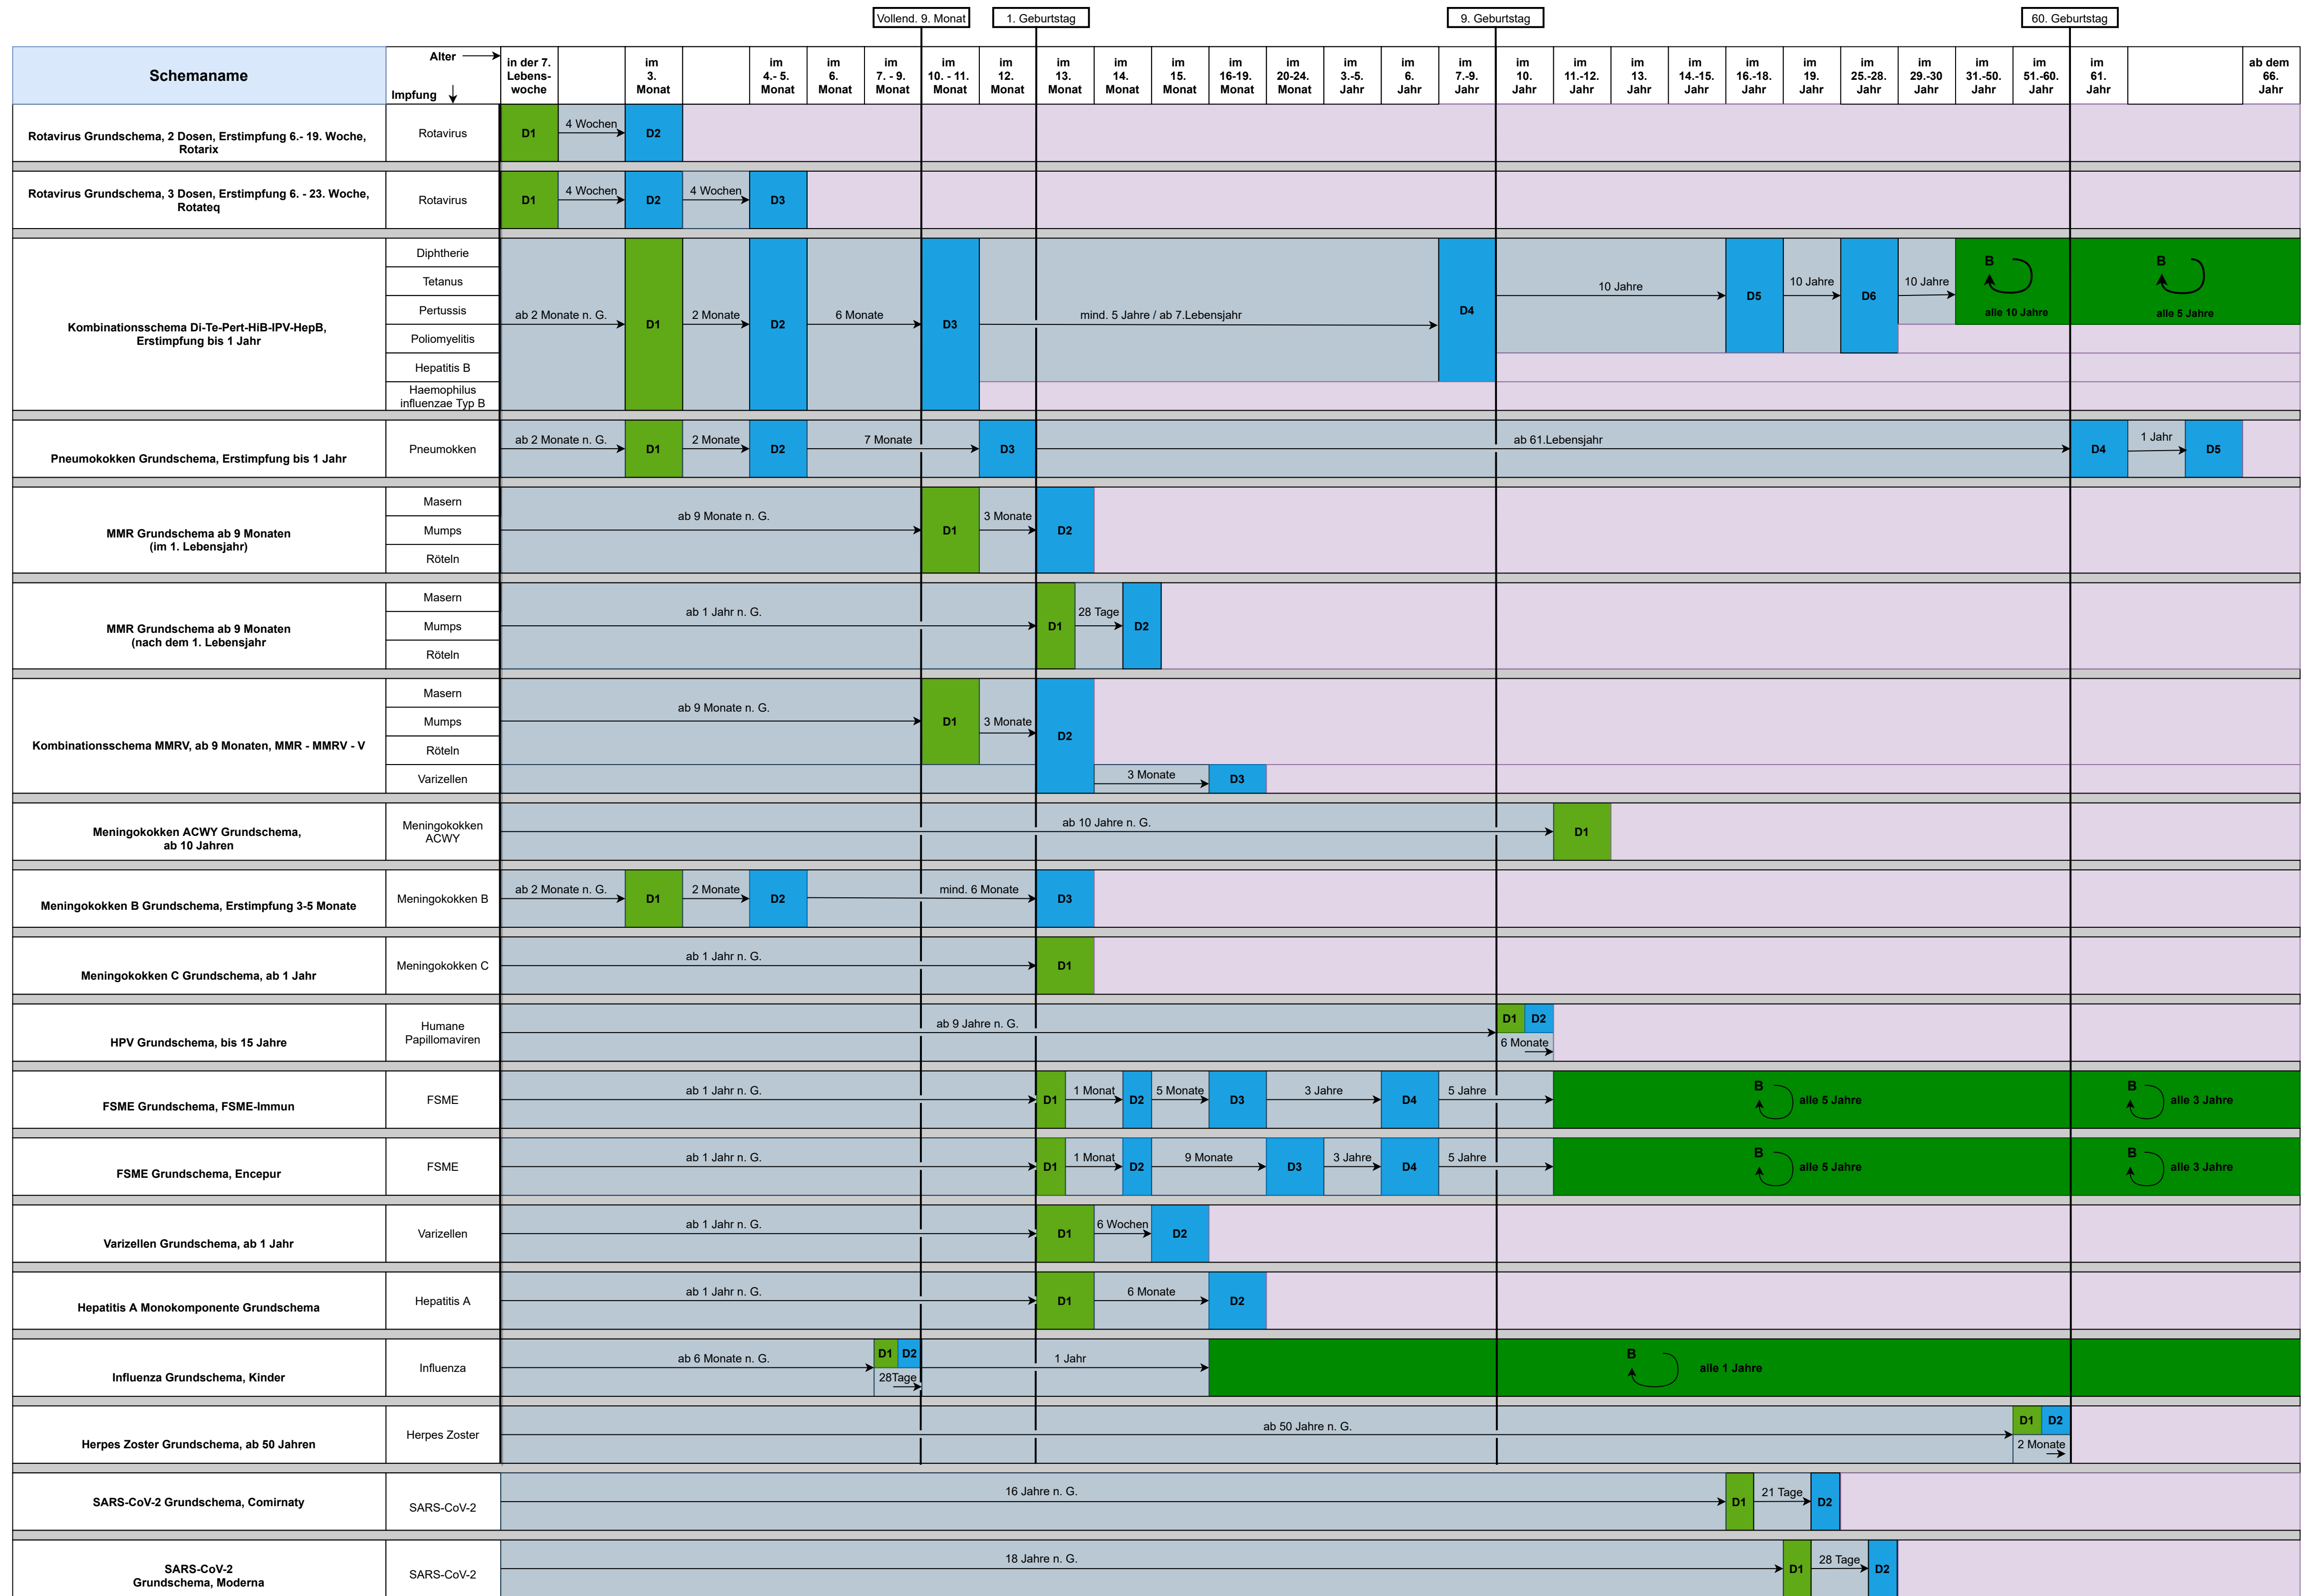 Vollend. 9. Monat
1. Geburtstag
9. Geburtstag
60. Geburtstag
Schemaname
Alter
Impfung
in der 7.
Lebens-
woche
im
3.
Monat
im
4.- 5.
Monat
im
6.
Monat
im
7. - 9.
Monat
im
10. - 11.
Monat
im
12.
Monat
im
13.
Monat
im
14.
Monat
im
15.
Monat
im
16-19.
Monat
im
20-24.
Monat
im
3.-5.
Jahr
im
6.
Jahr
im
7.-9.
Jahr
im
10.
Jahr
im
11.-12.
Jahr
im
13.
Jahr
im
14.-15.
Jahr
im
16.-18.
Jahr
im
19.
Jahr
im
25.-28.
Jahr
im
29.-30
Jahr
im
31.-50.
Jahr
im
51.-60.
Jahr
im
61.
Jahr
ab dem
66.
Jahr
Rotavirus Grundschema, 2 Dosen, Erstimpfung 6.- 19. Woche,
Rotarix
Rotavirus
D1
4 Wochen
D2
Rotavirus Grundschema, 3 Dosen, Erstimpfung 6. - 23. Woche,
Rotateq
Rotavirus
D1
4 Wochen
D2
4 Wochen
D3
Kombinationsschema Di-Te-Pert-HiB-IPV-HepB,
Erstimpfung bis 1 Jahr
Diphtherie
Tetanus
Pertussis
Poliomyelitis
Hepatitis B
Haemophilus
influenzae Typ B
ab 2 Monate n. G.
D1
2 Monate
D2
6 Monate
D3
mind. 5 Jahre / ab 7.Lebensjahr
D4
10 Jahre
D5
10 Jahre
D6
10 Jahre
B
alle 10 Jahre
B
alle 5 Jahre
Pneumokokken Grundschema, Erstimpfung bis 1 Jahr
Pneumokken
ab 2 Monate n. G.
D1
2 Monate
D2
7 Monate
D3
ab 61.Lebensjahr
D4
1 Jahr
D5
MMR Grundschema ab 9 Monaten
(im 1. Lebensjahr)
Masern
Mumps
Röteln
ab 9 Monate n. G.
D1
3 Monate
D2
MMR Grundschema ab 9 Monaten
(nach dem 1. Lebensjahr
Masern
Mumps
Röteln
ab 1 Jahr n. G.
D1
28 Tage
D2
Kombinationsschema MMRV, ab 9 Monaten, MMR - MMRV - V
Masern
Mumps
Röteln
Varizellen
ab 9 Monate n. G.
D1
3 Monate
D2
3 Monate
D3
Meningokokken ACWY Grundschema,
ab 10 Jahren
Meningokokken
ACWY
ab 10 Jahre n. G.
D1
Meningokokken B Grundschema, Erstimpfung 3-5 Monate
Meningokokken B
ab 2 Monate n. G.
D1
2 Monate
D2
mind. 6 Monate
D3
Meningokokken C Grundschema, ab 1 Jahr
Meningokokken C
ab 1 Jahr n. G.
D1
HPV Grundschema, bis 15 Jahre
Humane
Papillomaviren
ab 9 Jahre n. G.
D1
D2
6 Monate
FSME Grundschema, FSME-Immun
FSME
ab 1 Jahr n. G.
D1
1 Monat
D2
5 Monate
D3
3 Jahre
D4
5 Jahre
B
alle 5 Jahre
B
alle 3 Jahre
FSME Grundschema, Encepur
FSME
ab 1 Jahr n. G.
D1
1 Monat
D2
9 Monate
D3
3 Jahre
D4
5 Jahre
B
alle 5 Jahre
B
alle 3 Jahre
Varizellen Grundschema, ab 1 Jahr
Varizellen
ab 1 Jahr n. G.
D1
6 Wochen
D2
Hepatitis A Monokomponente Grundschema
Hepatitis A
ab 1 Jahr n. G.
D1
6 Monate
D2
Influenza Grundschema, Kinder
Influenza
ab 6 Monate n. G.
D1
D2
28Tage
1 Jahr
B
alle 1 Jahre
Herpes Zoster Grundschema, ab 50 Jahren
Herpes Zoster
ab 50 Jahre n. G.
D1
D2
2 Monate
SARS-CoV-2 Grundschema, Comirnaty
SARS-CoV-2
16 Jahre n. G.
D1
21 Tage
D2
SARS-CoV-2
Grundschema, Moderna
SARS-CoV-2
18 Jahre n. G.
D1
28 Tage
D2